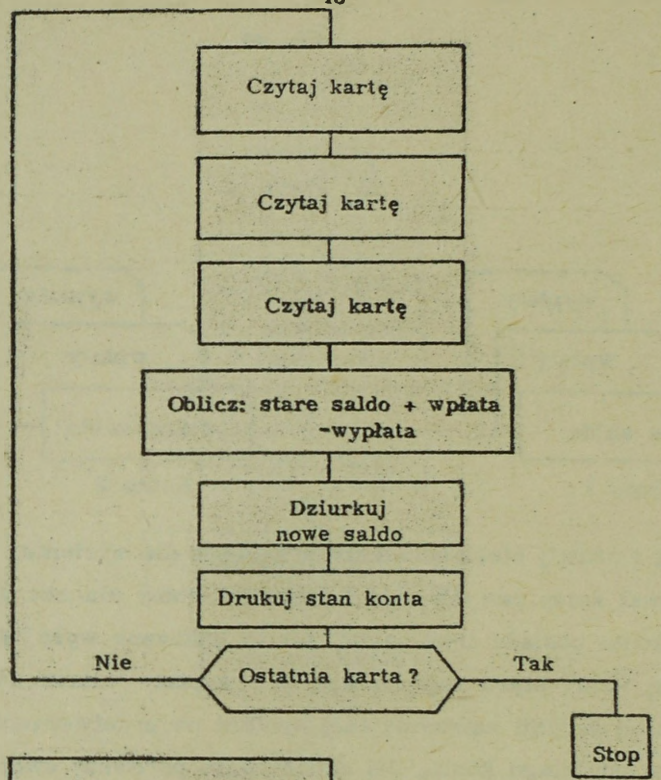 Czytaj kartę
Czytaj kartę
Czytaj kartę
Oblicz: stare saldo + wpłata
-wypłata
Dziurkuj
nowe saldo
Drukuj stan konta
Nie
Ostatnia karta ?
Tak
Stop